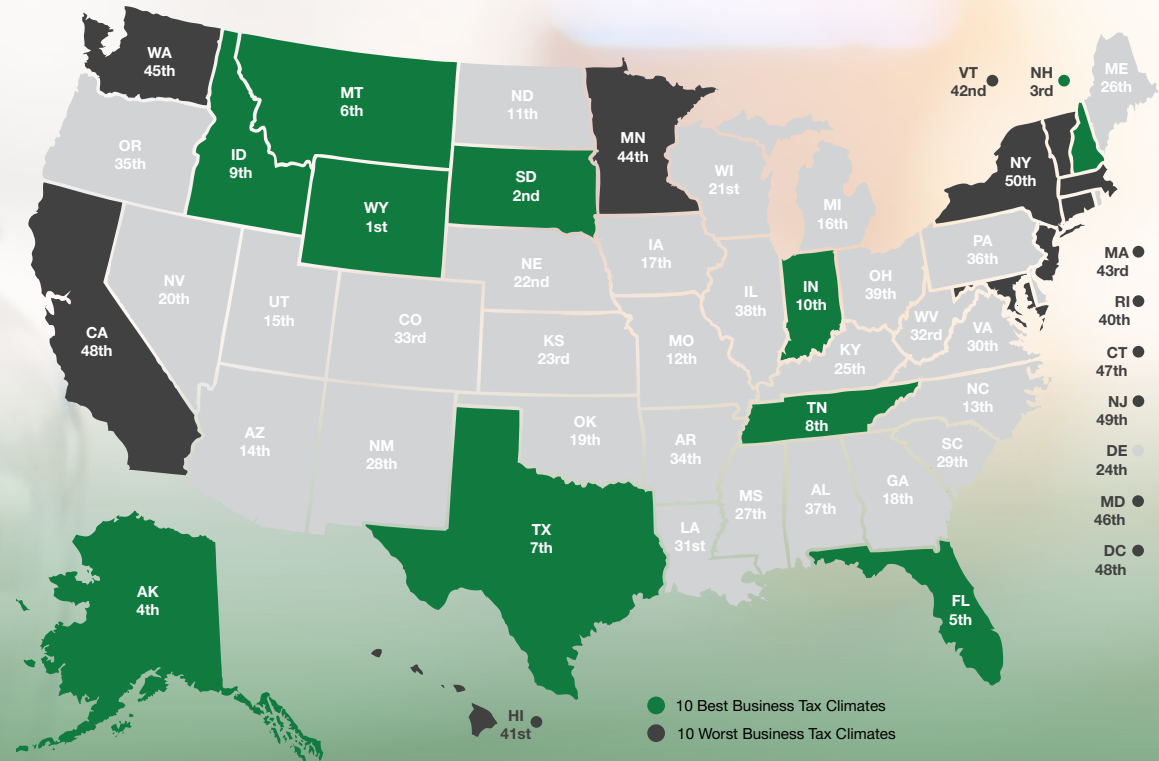 WA
45th
MT
6th
ND
11th
MN
44th
VT
42nd
NH
3rd
ME
26th
OR
35th
ID
9th
SD
2nd
WI
21st
NY
50th
WY
1st
MI
16th
NV
20th
UT
15th
CO
33rd
NE
22nd
IA
17th
IL
38th
IN
10th
OH
39th
PA
36th
MA
43rd
RI
40th
CA
48th
KS
23rd
MO
12th
KY
25th
WV
32rd
VA
30th
CT
47th
NJ
49th
AZ
14th
NM
28th
OK
19th
AR
34th
TN
8th
NC
13th
SC
29th
DE
24th
MD
46th
DC
48th
TX
7th
LA
31st
MS
27th
AL
37th
GA
18th
AK
4th
FL
5th
HI
41st
10 Best Business Tax Climates
10 Worst Business Tax Climates